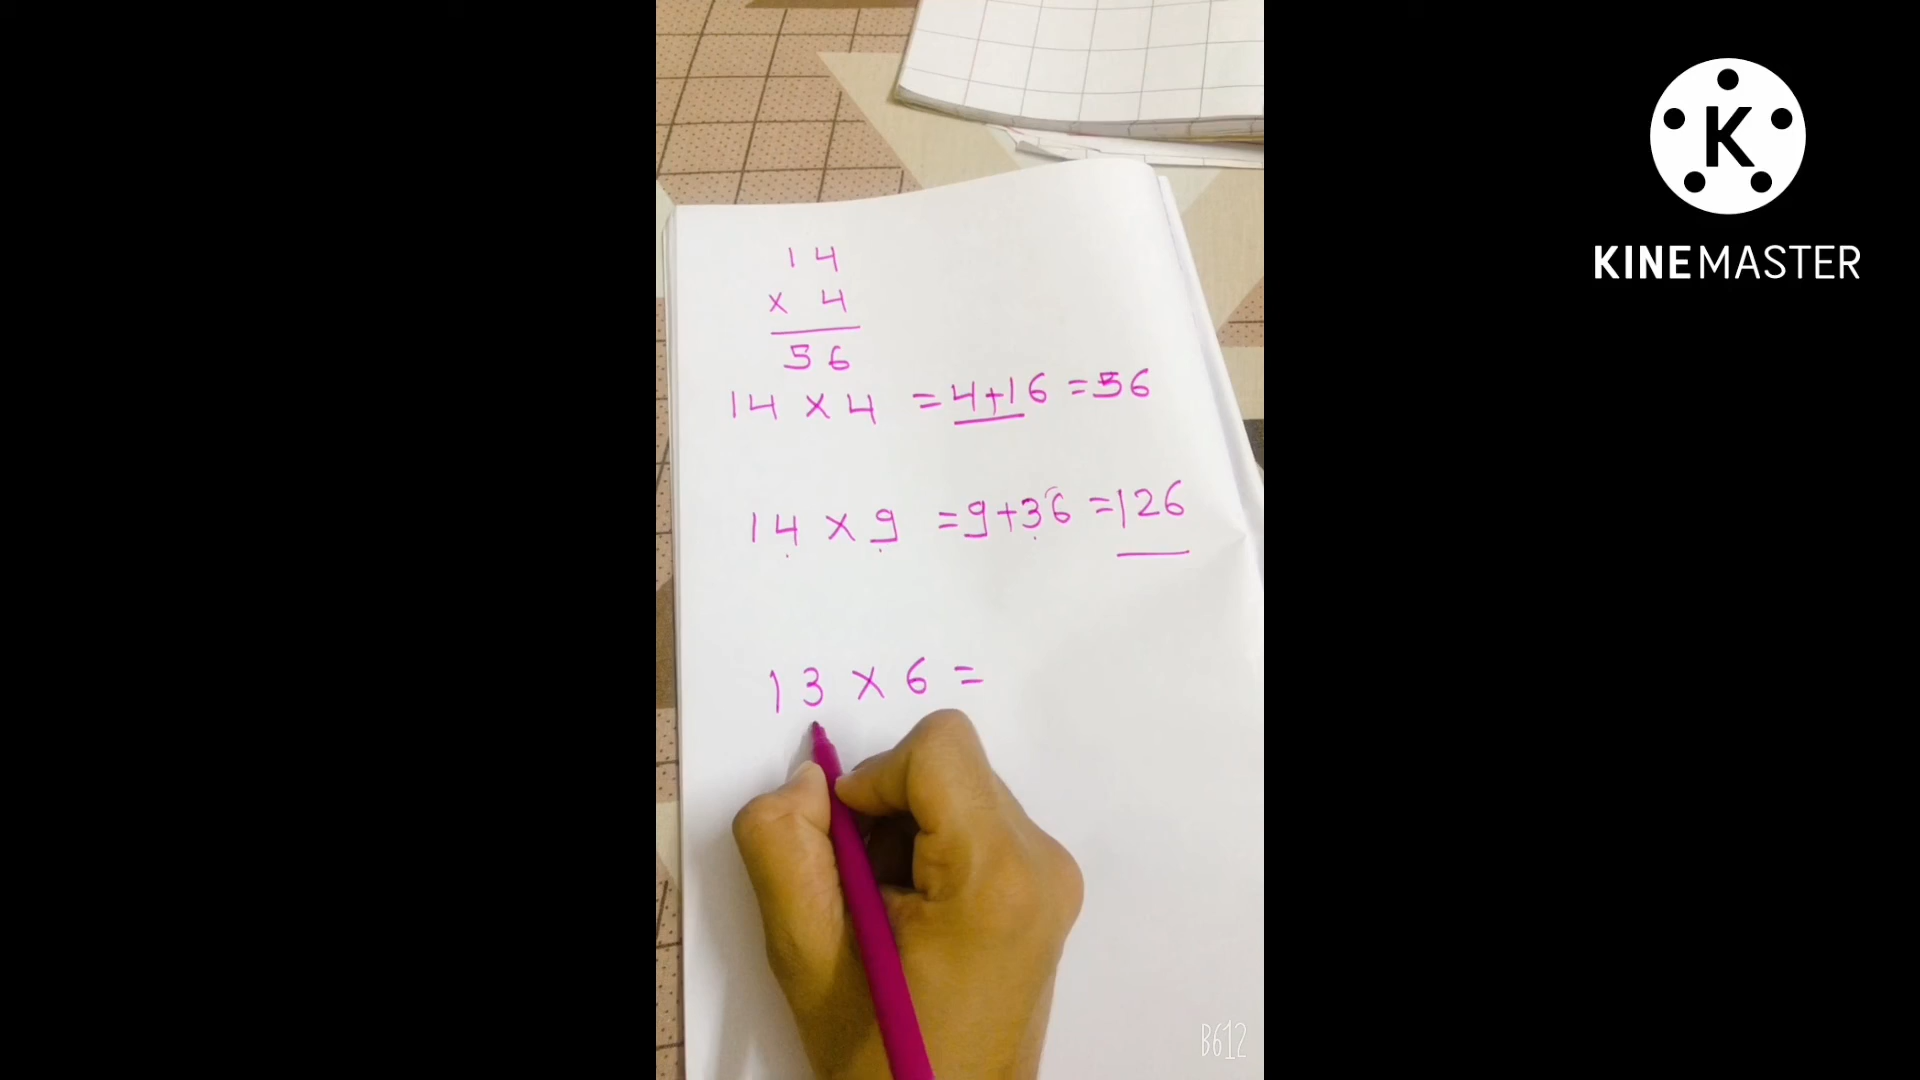 14
× 4
56
14 × 4 = 4+16 = 56
14 × 9 = 9+36 = 126
13 × 6 =
K
KINEMASTER
B612